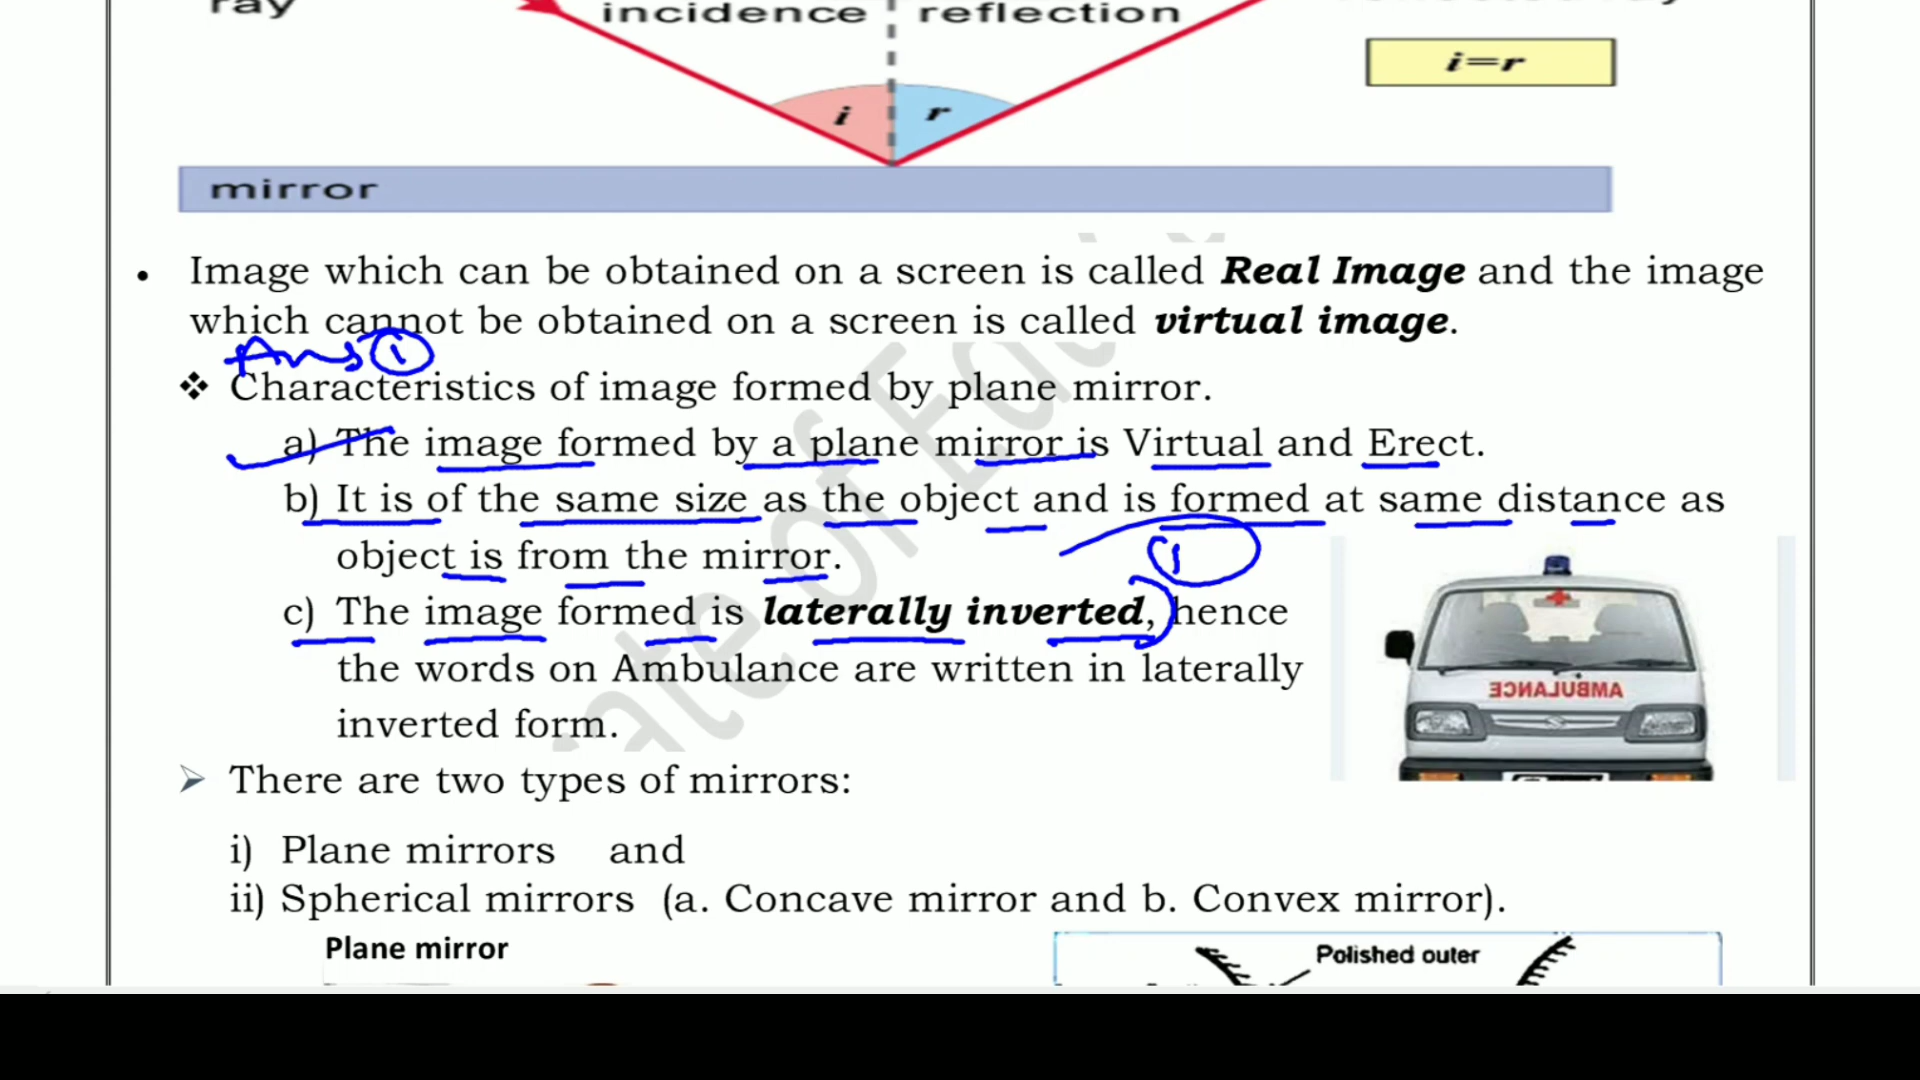 ray
incidence reflection
i=r
i r
mirror
• Image which can be obtained on a screen is called Real Image and the image
which cannot be obtained on a screen is called virtual image.
Ans 1
❖ Characteristics of image formed by plane mirror.
a) The image formed by a plane mirror is Virtual and Erect.
b) It is of the same size as the object and is formed at same distance as
object is from the mirror.
1
c) The image formed is laterally inverted, hence
the words on Ambulance are written in laterally
inverted form.
AMBULANCE
➢ There are two types of mirrors:
i) Plane mirrors and
ii) Spherical mirrors (a. Concave mirror and b. Convex mirror).
Plane mirror
Polished outer